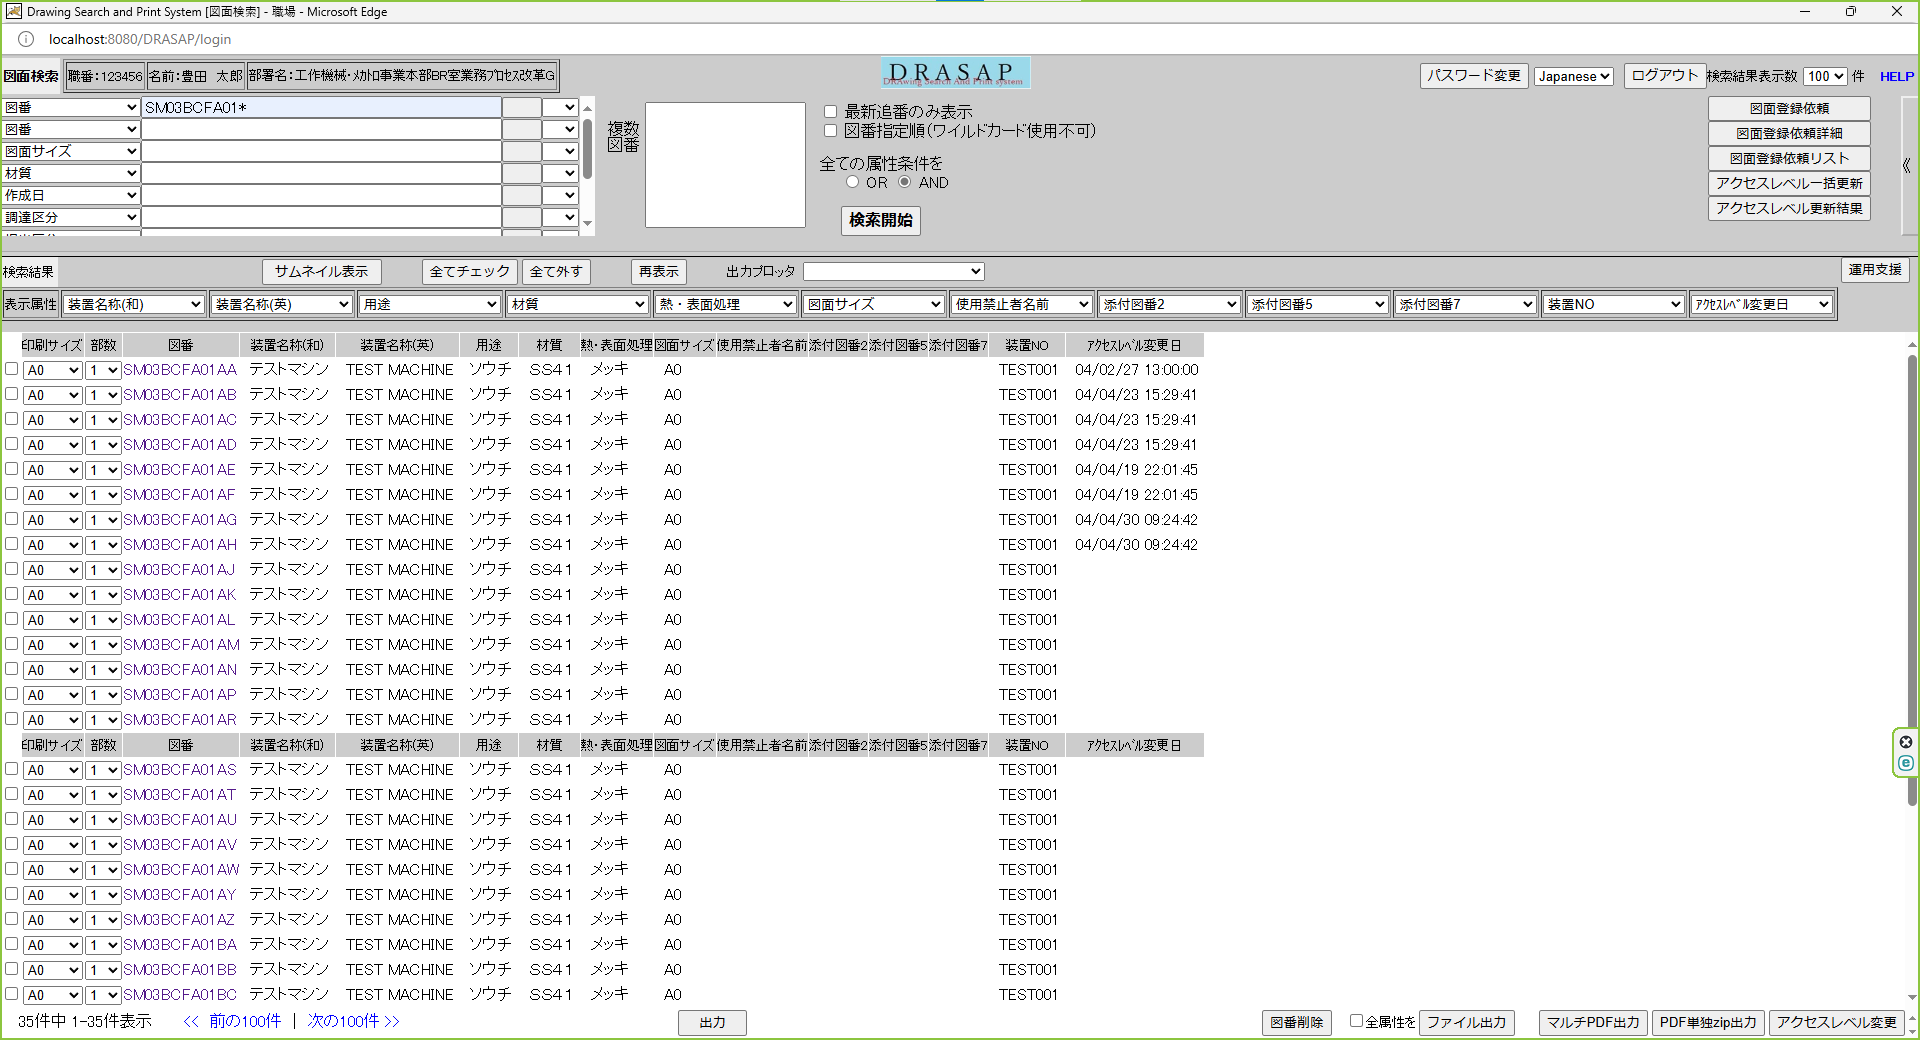 Drawing Search and Print System [図面検索] - 職場 - Microsoft Edge
localhost:8080/DRASAP/login
図面検索 職番:123456 名前:豊田 太郎 部署名:工作機械・ﾒｶﾄﾛ事業本部BR室業務ﾌﾟﾛｾｽ改革G
DRASAP
DRAwing Search And Print system
パスワード変更 Japanese ログアウト 検索結果表示数 100 件 HELP
図番 SM03BCFA01*
図番
図面サイズ
材質
作成日
調達区分
複数
図番
最新追番のみ表示
図番指定順(ワイルドカード使用不可)
全ての属性条件を
OR AND
検索開始
図面登録依頼
図面登録依頼詳細
図面登録依頼リスト
アクセスレベル一括更新
アクセスレベル更新結果
《
検索結果 サムネイル表示 全てチェック 全て外す 再表示 出力プロッタ 運用支援
表示属性 装置名称(和) 装置名称(英) 用途 材質 熱・表面処理 図面サイズ 使用禁止者名前 添付図番2 添付図番5 添付図番7 装置NO ｱｸｾｽﾚﾍﾞﾙ変更日
印刷サイズ 部数 図番 装置名称(和) 装置名称(英) 用途 材質 熱・表面処理 図面サイズ 使用禁止者名前 添付図番2 添付図番5 添付図番7 装置NO ｱｸｾｽﾚﾍﾞﾙ変更日
A0 1 SM03BCFA01AA テストマシン TEST MACHINE ソウチ SS41 メッキ A0 TEST001 04/02/27 13:00:00
A0 1 SM03BCFA01AB テストマシン TEST MACHINE ソウチ SS41 メッキ A0 TEST001 04/04/23 15:29:41
A0 1 SM03BCFA01AC テストマシン TEST MACHINE ソウチ SS41 メッキ A0 TEST001 04/04/23 15:29:41
A0 1 SM03BCFA01AD テストマシン TEST MACHINE ソウチ SS41 メッキ A0 TEST001 04/04/23 15:29:41
A0 1 SM03BCFA01AE テストマシン TEST MACHINE ソウチ SS41 メッキ A0 TEST001 04/04/19 22:01:45
A0 1 SM03BCFA01AF テストマシン TEST MACHINE ソウチ SS41 メッキ A0 TEST001 04/04/19 22:01:45
A0 1 SM03BCFA01AG テストマシン TEST MACHINE ソウチ SS41 メッキ A0 TEST001 04/04/30 09:24:42
A0 1 SM03BCFA01AH テストマシン TEST MACHINE ソウチ SS41 メッキ A0 TEST001 04/04/30 09:24:42
A0 1 SM03BCFA01AJ テストマシン TEST MACHINE ソウチ SS41 メッキ A0 TEST001
A0 1 SM03BCFA01AK テストマシン TEST MACHINE ソウチ SS41 メッキ A0 TEST001
A0 1 SM03BCFA01AL テストマシン TEST MACHINE ソウチ SS41 メッキ A0 TEST001
A0 1 SM03BCFA01AM テストマシン TEST MACHINE ソウチ SS41 メッキ A0 TEST001
A0 1 SM03BCFA01AN テストマシン TEST MACHINE ソウチ SS41 メッキ A0 TEST001
A0 1 SM03BCFA01AP テストマシン TEST MACHINE ソウチ SS41 メッキ A0 TEST001
A0 1 SM03BCFA01AR テストマシン TEST MACHINE ソウチ SS41 メッキ A0 TEST001
印刷サイズ 部数 図番 装置名称(和) 装置名称(英) 用途 材質 熱・表面処理 図面サイズ 使用禁止者名前 添付図番2 添付図番5 添付図番7 装置NO ｱｸｾｽﾚﾍﾞﾙ変更日
A0 1 SM03BCFA01AS テストマシン TEST MACHINE ソウチ SS41 メッキ A0 TEST001
A0 1 SM03BCFA01AT テストマシン TEST MACHINE ソウチ SS41 メッキ A0 TEST001
A0 1 SM03BCFA01AU テストマシン TEST MACHINE ソウチ SS41 メッキ A0 TEST001
A0 1 SM03BCFA01AV テストマシン TEST MACHINE ソウチ SS41 メッキ A0 TEST001
A0 1 SM03BCFA01AW テストマシン TEST MACHINE ソウチ SS41 メッキ A0 TEST001
A0 1 SM03BCFA01AY テストマシン TEST MACHINE ソウチ SS41 メッキ A0 TEST001
A0 1 SM03BCFA01AZ テストマシン TEST MACHINE ソウチ SS41 メッキ A0 TEST001
A0 1 SM03BCFA01BA テストマシン TEST MACHINE ソウチ SS41 メッキ A0 TEST001
A0 1 SM03BCFA01BB テストマシン TEST MACHINE ソウチ SS41 メッキ A0 TEST001
A0 1 SM03BCFA01BC テストマシン TEST MACHINE ソウチ SS41 メッキ A0 TEST001
35件中 1-35件表示 << 前の100件 | 次の100件 >> 出力 図番削除 全属性を ファイル出力 マルチPDF出力 PDF単独zip出力 アクセスレベル変更